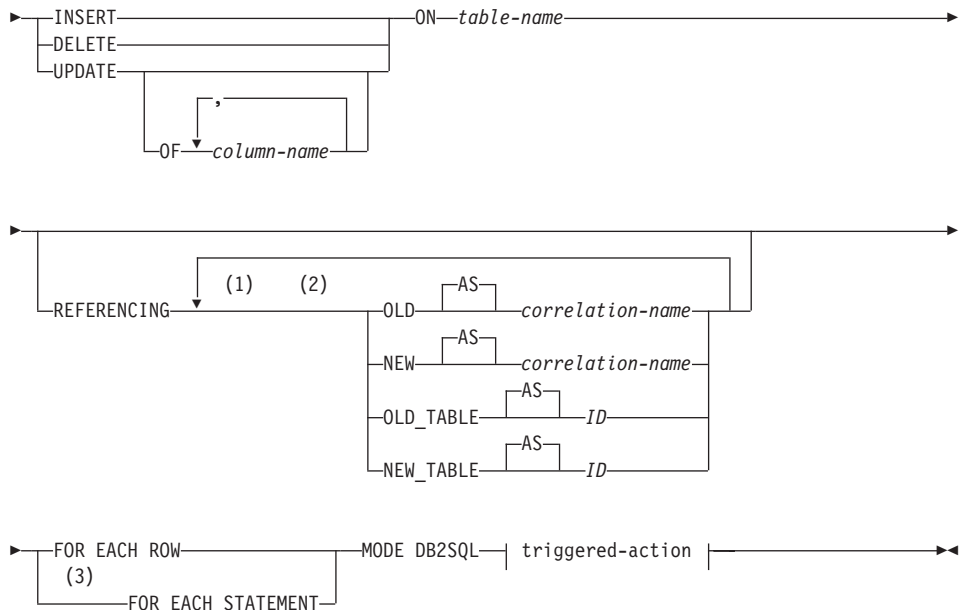 INSERT ON table-name
DELETE
UPDATE
,
OF column-name
(1) (2) AS
REFERENCING OLD correlation-name
AS
NEW correlation-name
AS
OLD_TABLE ID
AS
NEW_TABLE ID
FOR EACH ROW MODE DB2SQL triggered-action
(3)
FOR EACH STATEMENT